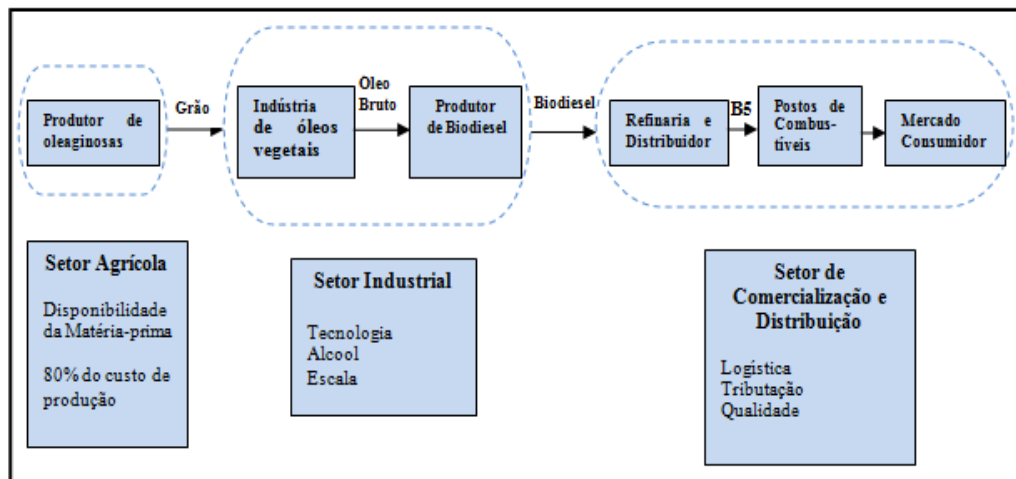 Produtor de
oleaginosas
Grão
Indústria
de óleos
vegetais
Óleo
Bruto
Produtor
de Biodiesel
Biodiesel
Refinaria e
Distribuidor
B5
Postos de
Combus-
tíveis
Mercado
Consumidor
Setor Agrícola
Disponibilidade
da Matéria-prima
80% do custo de
produção
Setor Industrial
Tecnologia
Alcool
Escala
Setor de
Comercialização e
Distribuição
Logística
Tributação
Qualidade